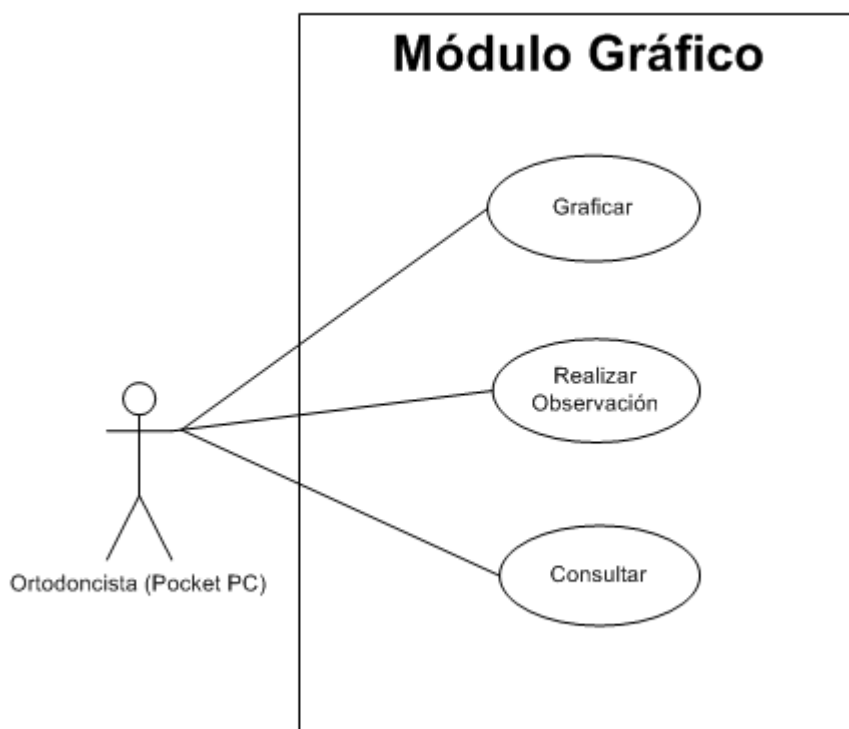 Módulo Gráfico
Graficar
Realizar
Observación
Consultar
Ortodoncista (Pocket PC)